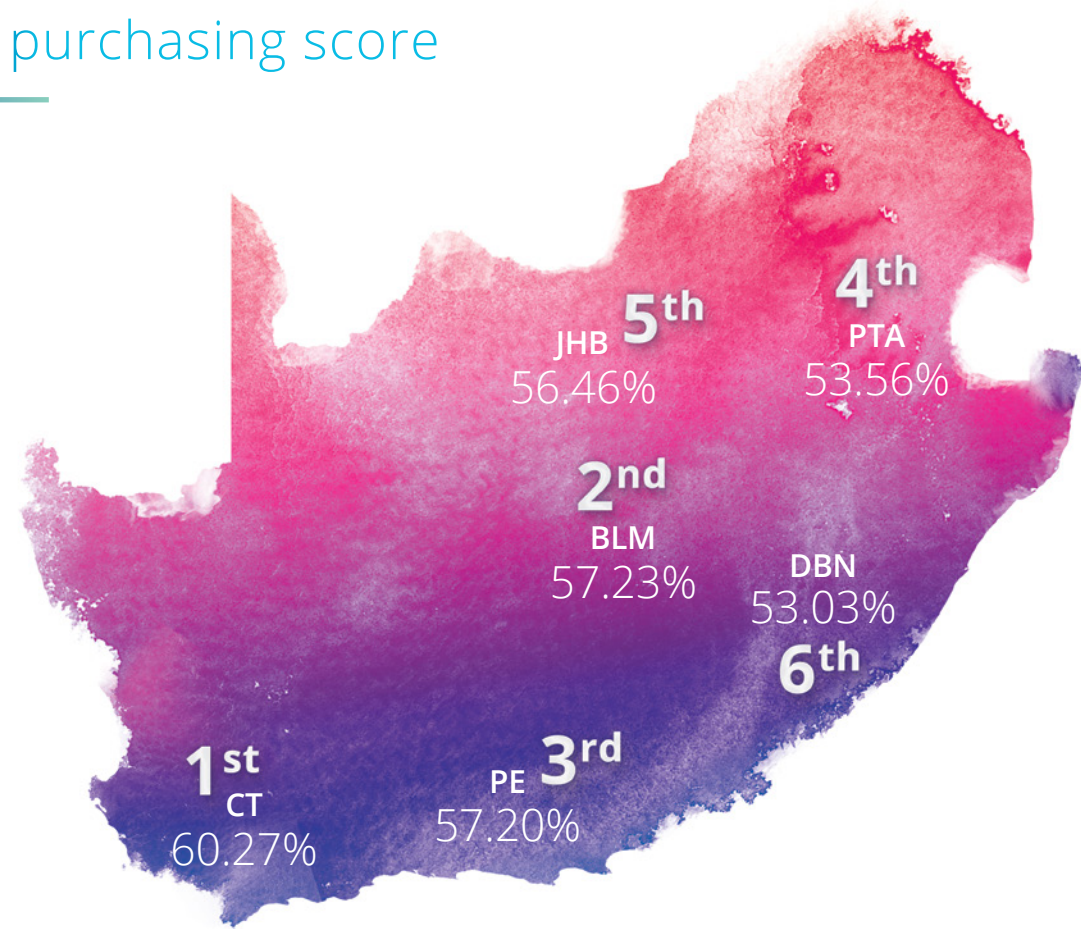 purchasing score
4th
PTA
53.56%
5th
JHB
56.46%
2nd
BLM
57.23%
DBN
53.03%
6th
1st
CT
60.27%
3rd
PE
57.20%